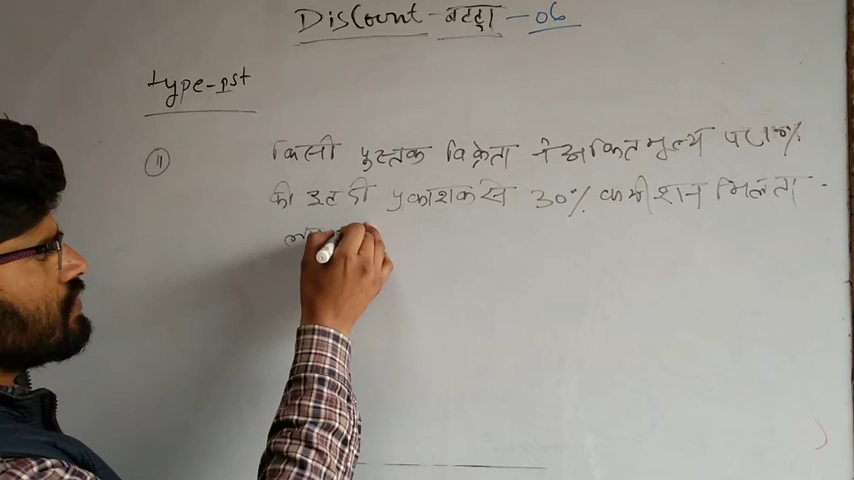 Discount - बट्टा - 06
type-1st
11 किसी पुस्तक विक्रेता ने अंकित मूल्य पर 10%
की छूट दी प्रकाशक से 30% कमीशन मिलता